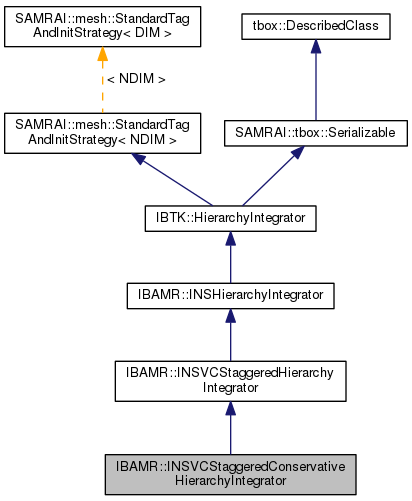 SAMRAI::mesh::StandardTag
AndInitStrategy< DIM >
tbox::DescribedClass
< NDIM >
SAMRAI::mesh::StandardTag
AndInitStrategy< NDIM >
SAMRAI::tbox::Serializable
IBTK::HierarchyIntegrator
IBAMR::INSHierarchyIntegrator
IBAMR::INSVCStaggeredHierarchy
Integrator
IBAMR::INSVCStaggeredConservative
HierarchyIntegrator